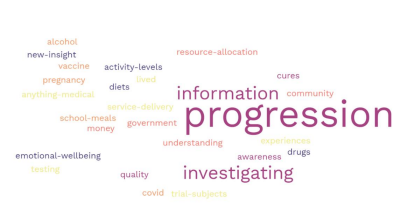 alcohol
new-insight
resource-allocation
vaccine
activity-levels
pregnancy
lived
cures
diets
anything-medical
information
community
service-delivery
progression
school-meals
government
money
understanding
experiences
emotional-wellbeing
awareness
drugs
testing
quality
investigating
covid
trial-subjects